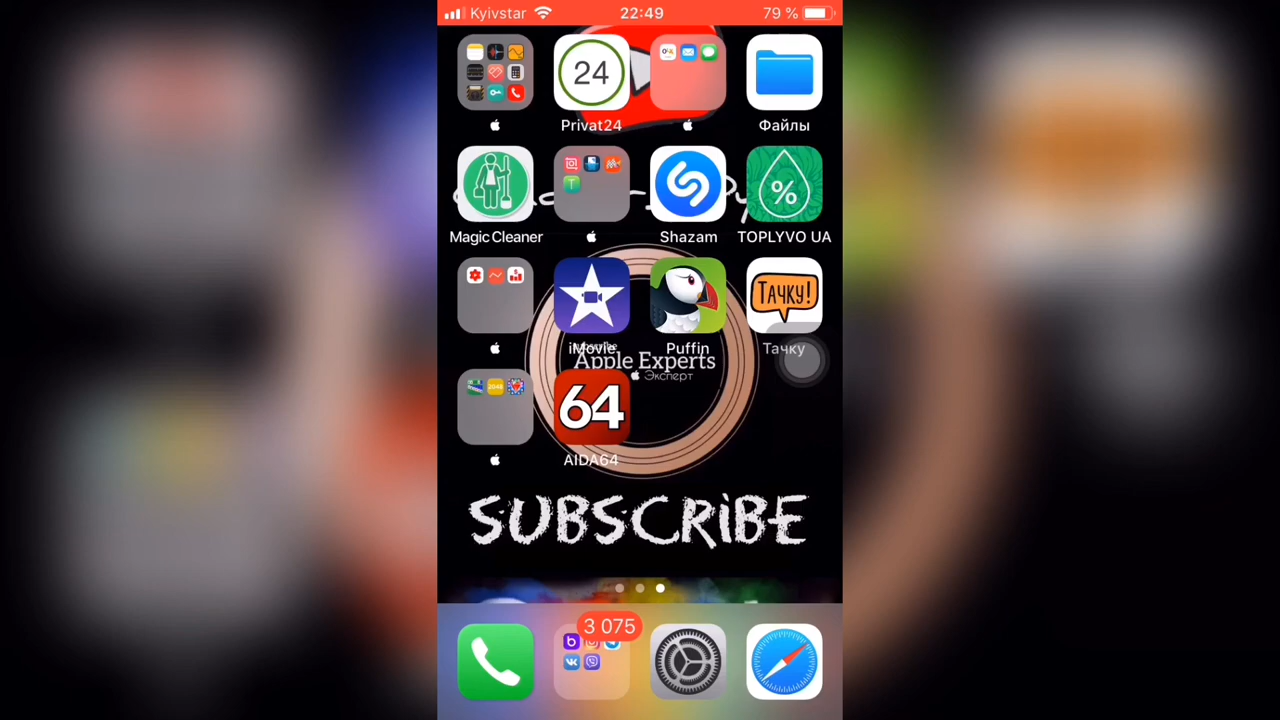 Kyivstar 22:49 79 %
24
Privat24 Файлы
%
Magic Cleaner Shazam TOPLYVO UA
ТАЧКУ!
iMovie Puffin Тачку
Apple Experts
Эксперт
64
AIDA64
SUBSCRiBE
3 075